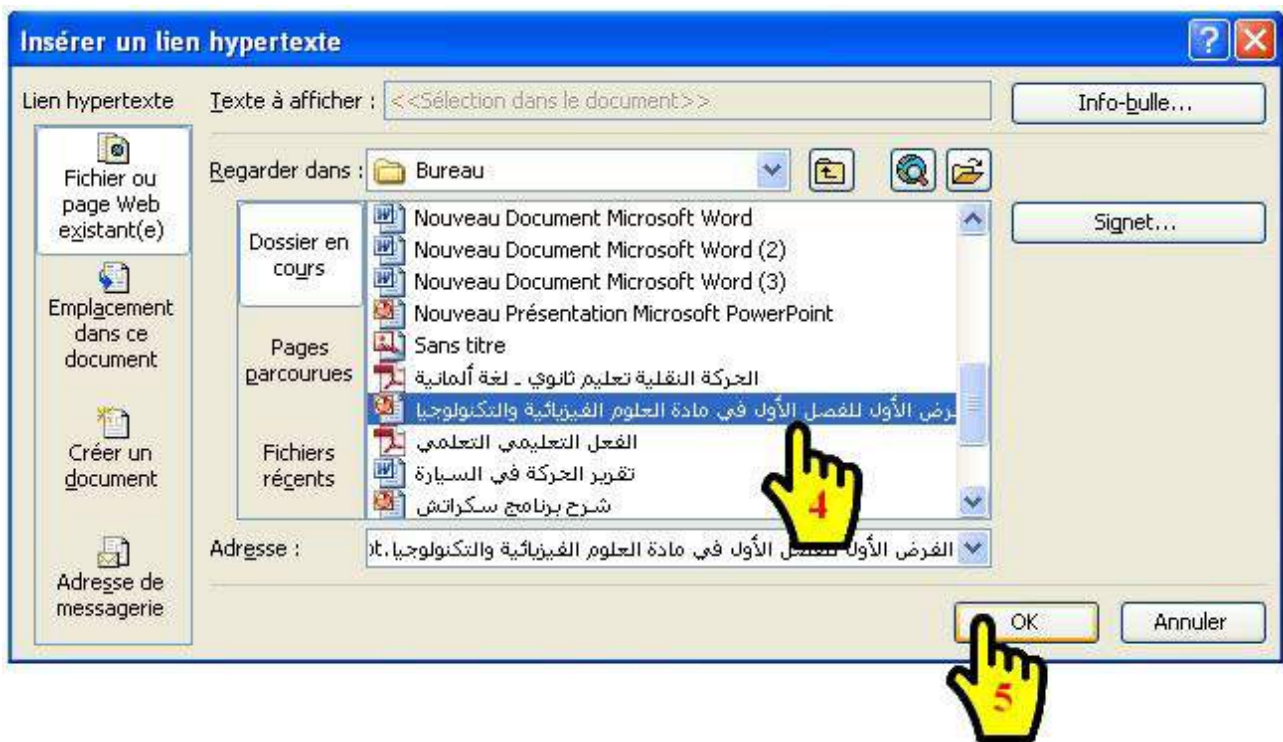 Insérer un lien hypertexte
Lien hypertexte
Texte à afficher :
<<Sélection dans le document>>
Info-bulle...
Fichier ou
page Web
existant(e)
Emplacement
dans ce
document
Créer un
document
Adresse de
messagerie
Regarder dans :
Bureau
Dossier en
cours
Pages
parcourues
Fichiers
récents
Nouveau Document Microsoft Word
Nouveau Document Microsoft Word (2)
Nouveau Document Microsoft Word (3)
Nouveau Présentation Microsoft PowerPoint
Sans titre
الحركة النقلية تعليم ثانوي ـ لغة ألمانية
رض الأول للفصل الأول في مادة العلوم الفيزيائية والتكنولوجيا
الفعل التعليمي التعلمي
تقرير الحركة في السيارة
شرح برنامج سكراتش
Signet...
4
Adresse :
الفرض الأول للفصل الأول في مادة العلوم الفيزيائية والتكنولوجيا.
OK
Annuler
5